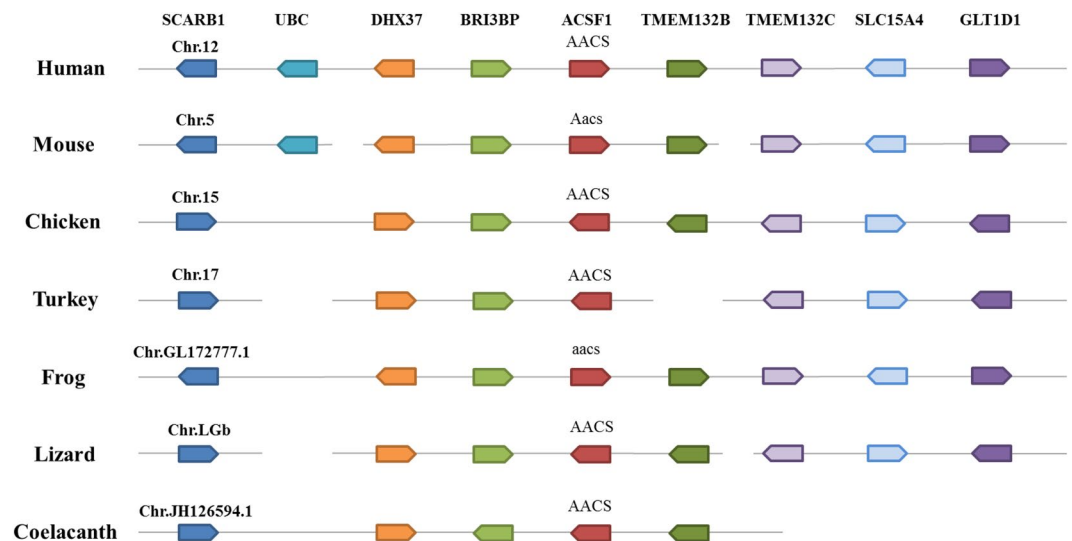 SCARB1 UBC DHX37 BRI3BP ACSF1 TMEM132B TMEM132C SLC15A4 GLT1D1
Chr.12 AACS
Human
Chr.5 Aacs
Mouse
Chr.15 AACS
Chicken
Chr.17 AACS
Turkey
Chr.GL172777.1 aacs
Frog
Chr.LGb AACS
Lizard
Chr.JH126594.1 AACS
Coelacanth